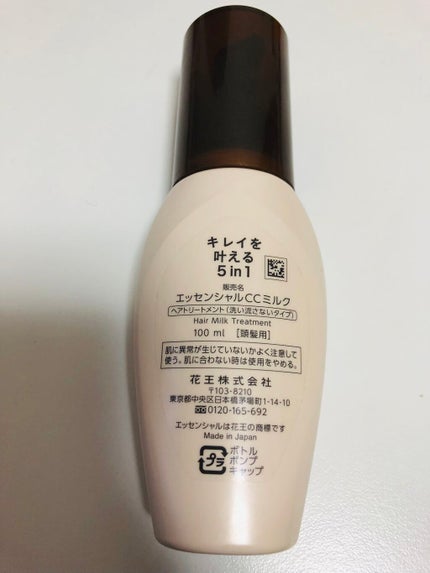 キレイを
叶える
5 in 1
販売名
エッセンシャルCCミルク
ヘアトリートメント(洗い流さないタイプ)
Hair Milk Treatment
100 ml [頭髪用]
肌に異常が生じていないかよく注意して
使う。肌に合わない時は使用をやめる。
花王株式会社
〒103-8210
東京都中央区日本橋茅場町1-14-10
0120-165-692
エッセンシャルは花王の商標です
Made in Japan
プラ
ボトル
ポンプ
キャップ